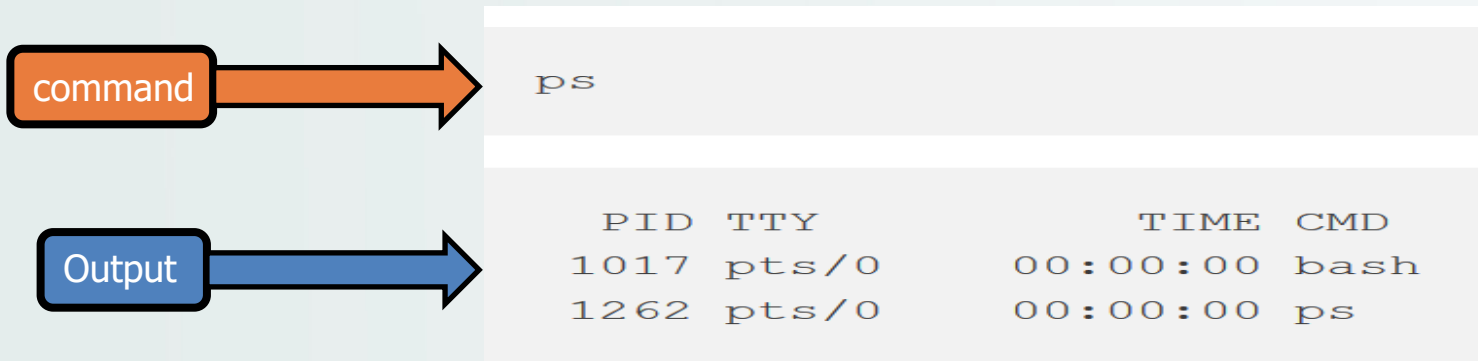 command
ps
Output
PID TTY TIME CMD
1017 pts/0 00:00:00 bash
1262 pts/0 00:00:00 ps